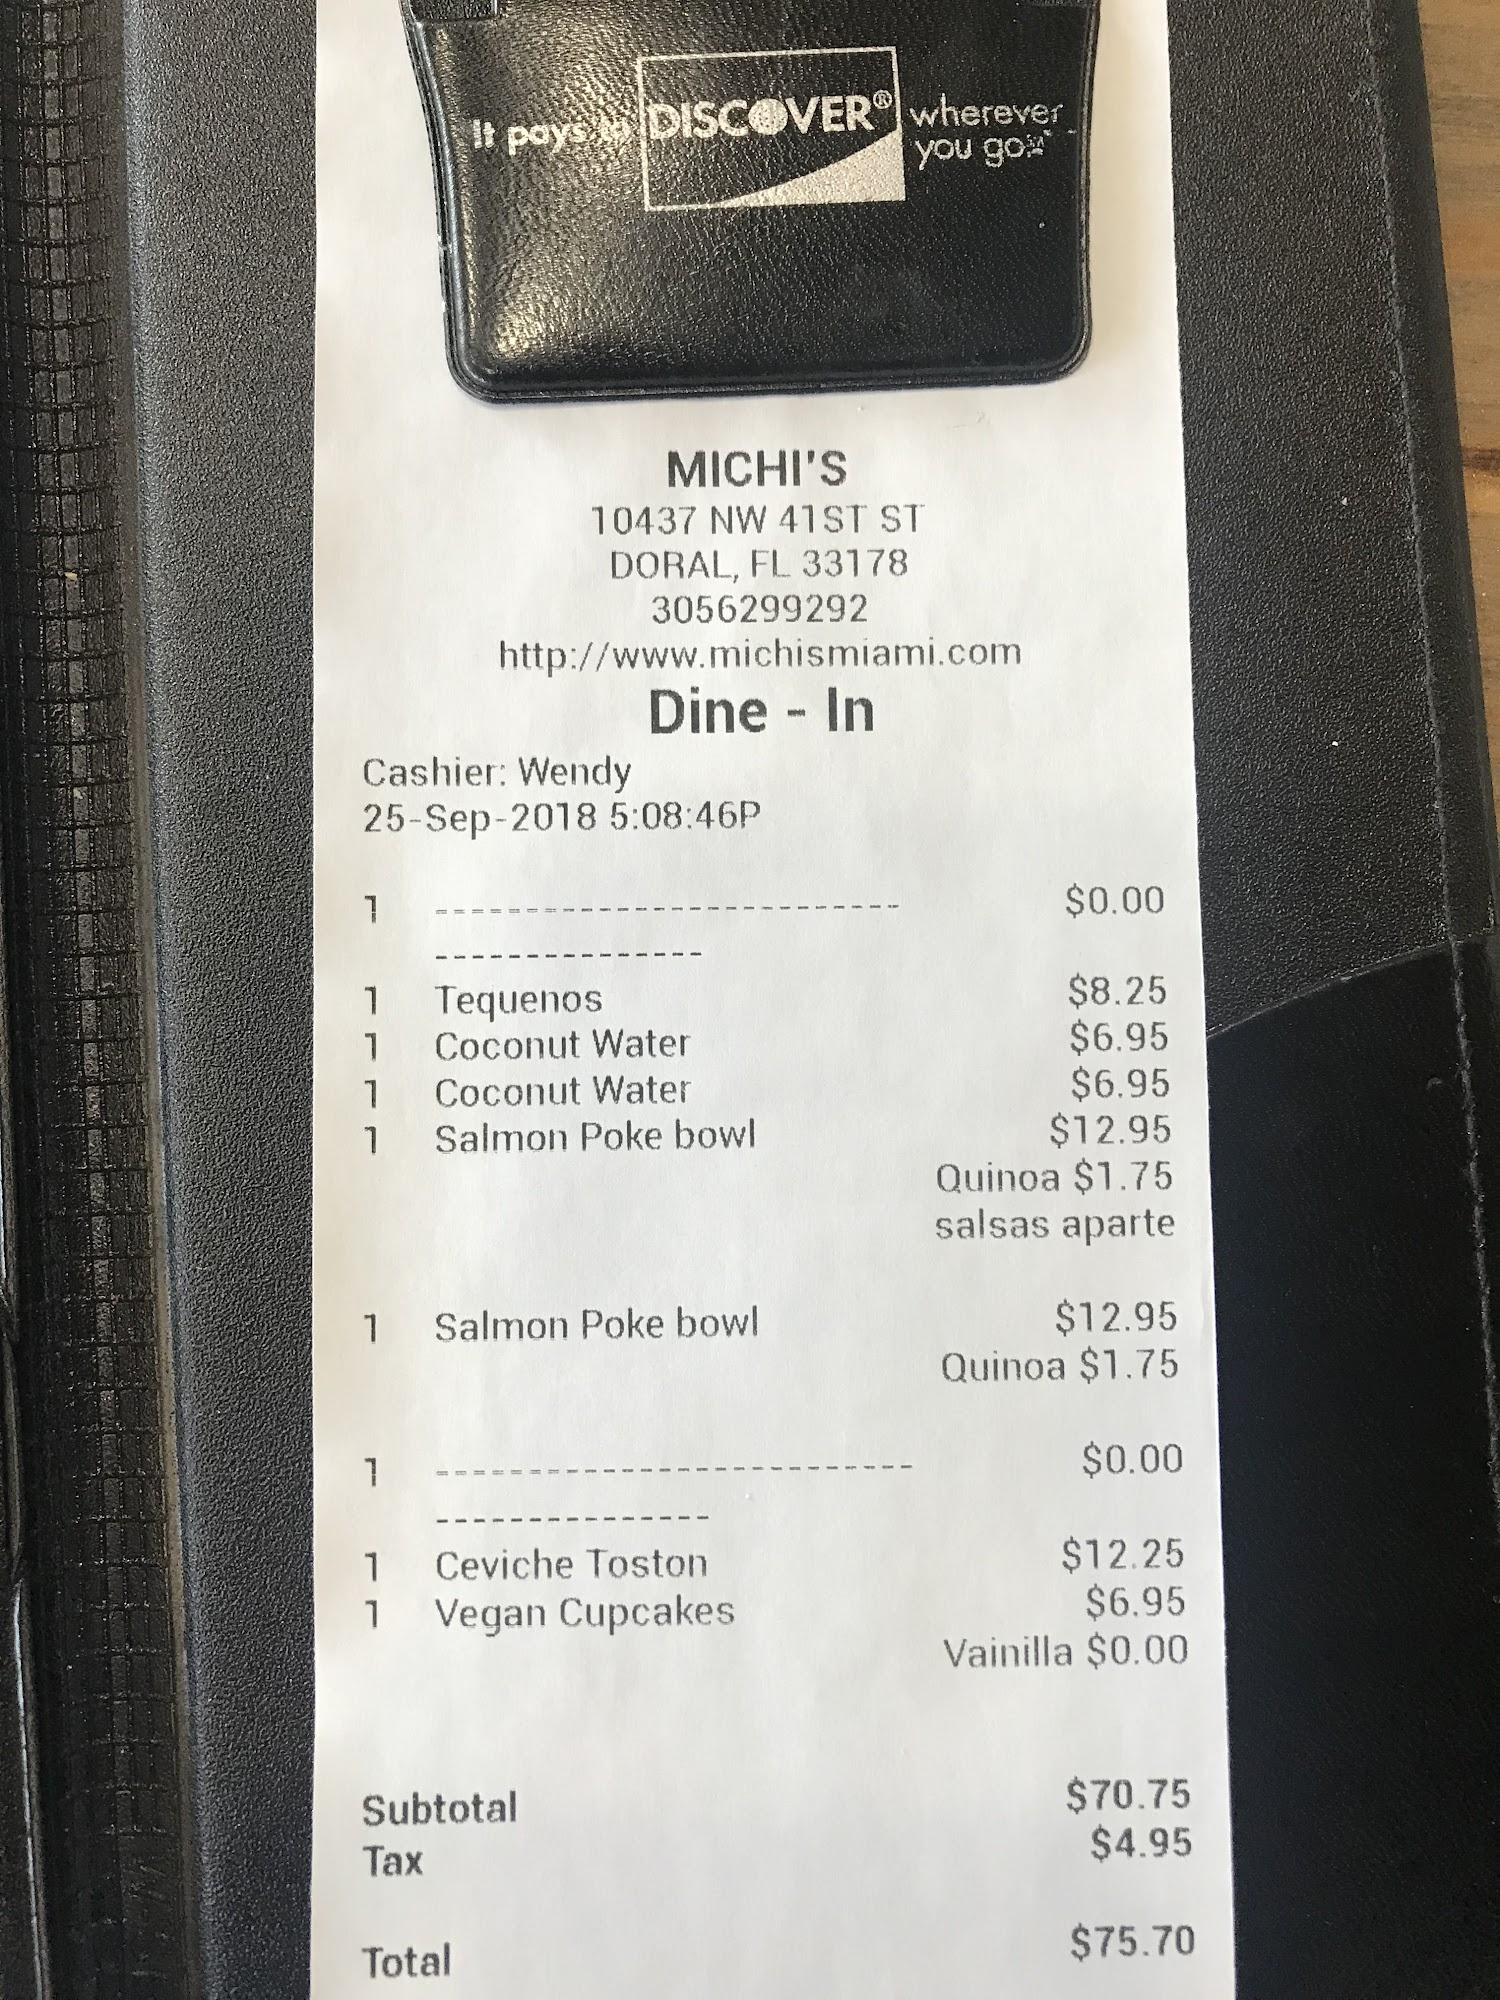 It pays to DISCOVER® wherever
you go.
MICHI'S
10437 NW 41ST ST
DORAL, FL 33178
3056299292
http://www.michismiami.com
Dine - In
Cashier: Wendy
25-Sep-2018 5:08:46P
1 -------------------------- $0.00
---------------
1 Tequenos $8.25
1 Coconut Water $6.95
1 Coconut Water $6.95
1 Salmon Poke bowl $12.95
Quinoa $1.75
salsas aparte
1 Salmon Poke bowl $12.95
Quinoa $1.75
1 -------------------------- $0.00
---------------
1 Ceviche Toston $12.25
1 Vegan Cupcakes $6.95
Vainilla $0.00
Subtotal $70.75
Tax $4.95
Total $75.70